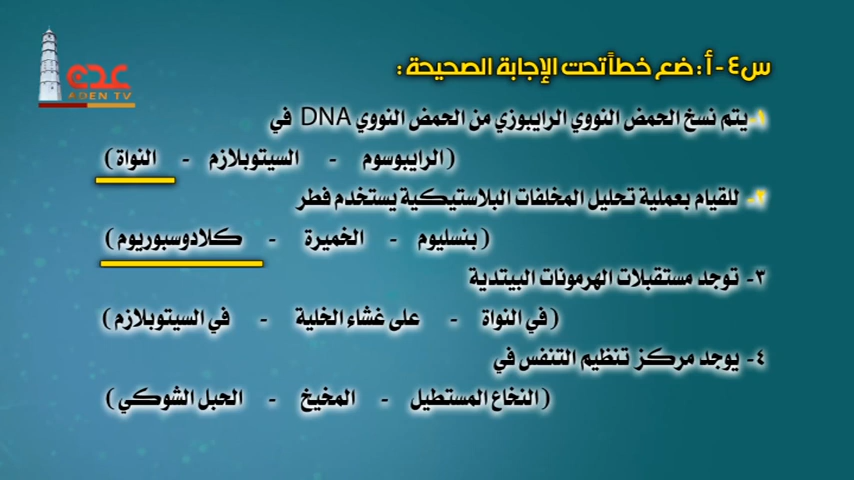 عدن
ADEN TV
س٤ - أ : ضع خطاً تحت الإجابة الصحيحة :
١- يتم نسخ الحمض النووي الرايبوزي من الحمض النووي DNA في
( الرايبوسوم - السيتوبلازم - النواة )
٢- للقيام بعملية تحليل المخلفات البلاستيكية يستخدم فطر
( بنسليوم - الخميرة - كلادوسبوريوم )
٣- توجد مستقبلات الهرمونات الببتدية
( في النواة - على غشاء الخلية - في السيتوبلازم )
٤- يوجد مركز تنظيم التنفس في
( النخاع المستطيل - المخيخ - الحبل الشوكي )